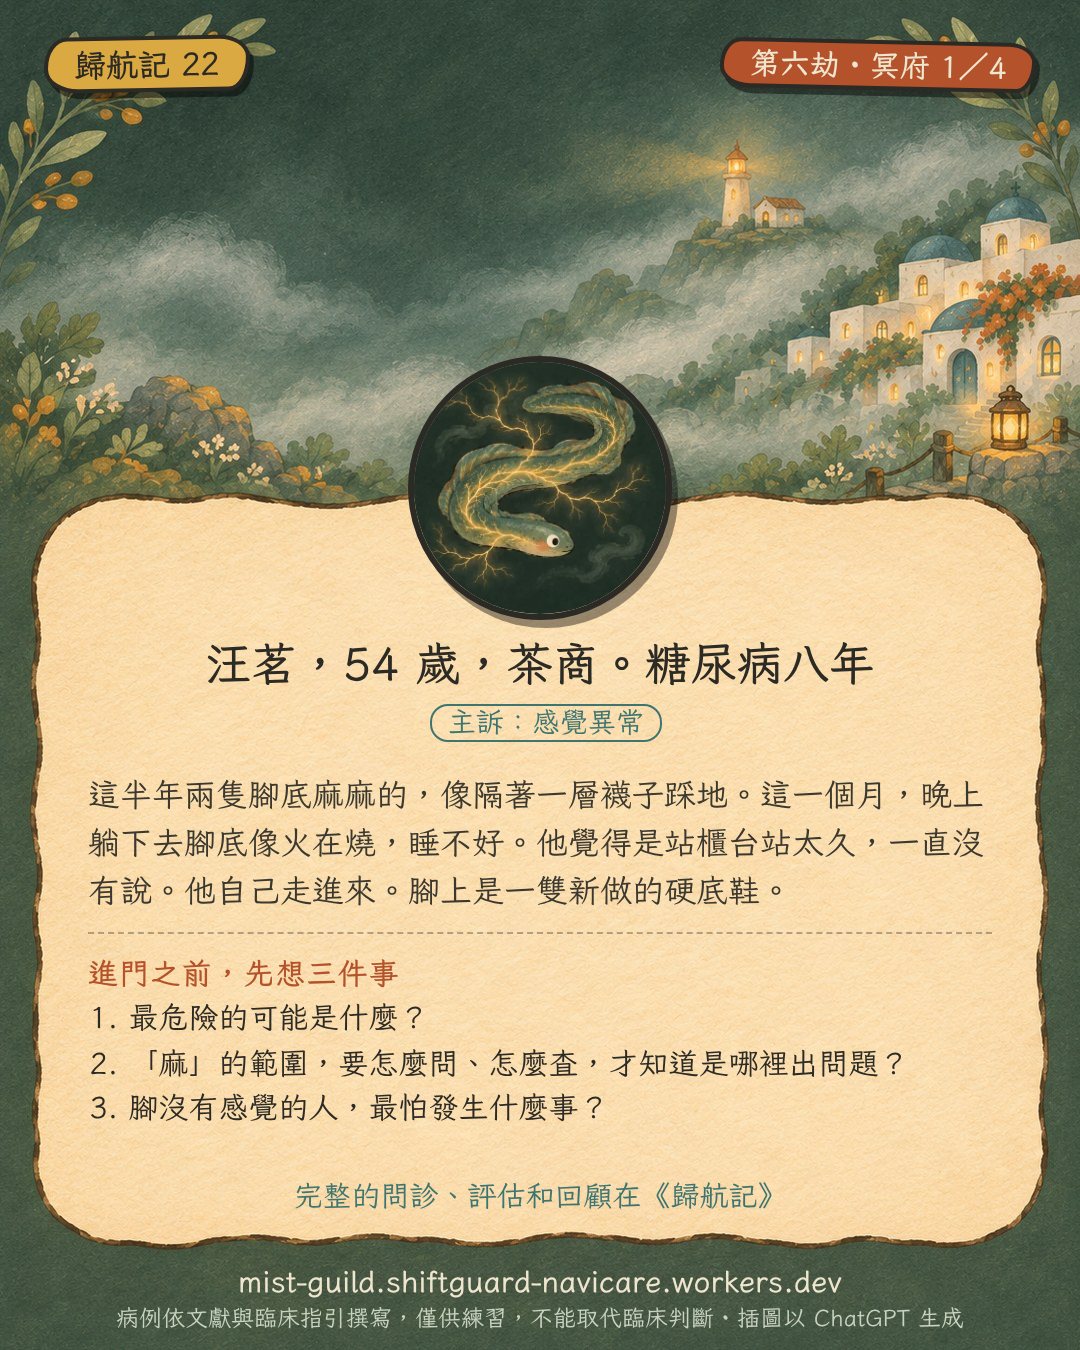 歸航記 22
第六劫・冥府 1／4
汪茗，54 歲，茶商。糖尿病八年
主訴：感覺異常
這半年兩隻腳底麻麻的，像隔著一層襪子踩地。這一個月，晚上
躺下去腳底像火在燒，睡不好。他覺得是站櫃台站太久，一直沒
有說。他自己走進來。腳上是一雙新做的硬底鞋。
進門之前，先想三件事
1. 最危險的可能是什麼？
2. 「麻」的範圍，要怎麼問、怎麼查，才知道是哪裡出問題？
3. 腳沒有感覺的人，最怕發生什麼事？
完整的問診、評估和回顧在《歸航記》
mist-guild.shiftguard-navicare.workers.dev
病例依文獻與臨床指引撰寫，僅供練習，不能取代臨床判斷・插圖以 ChatGPT 生成